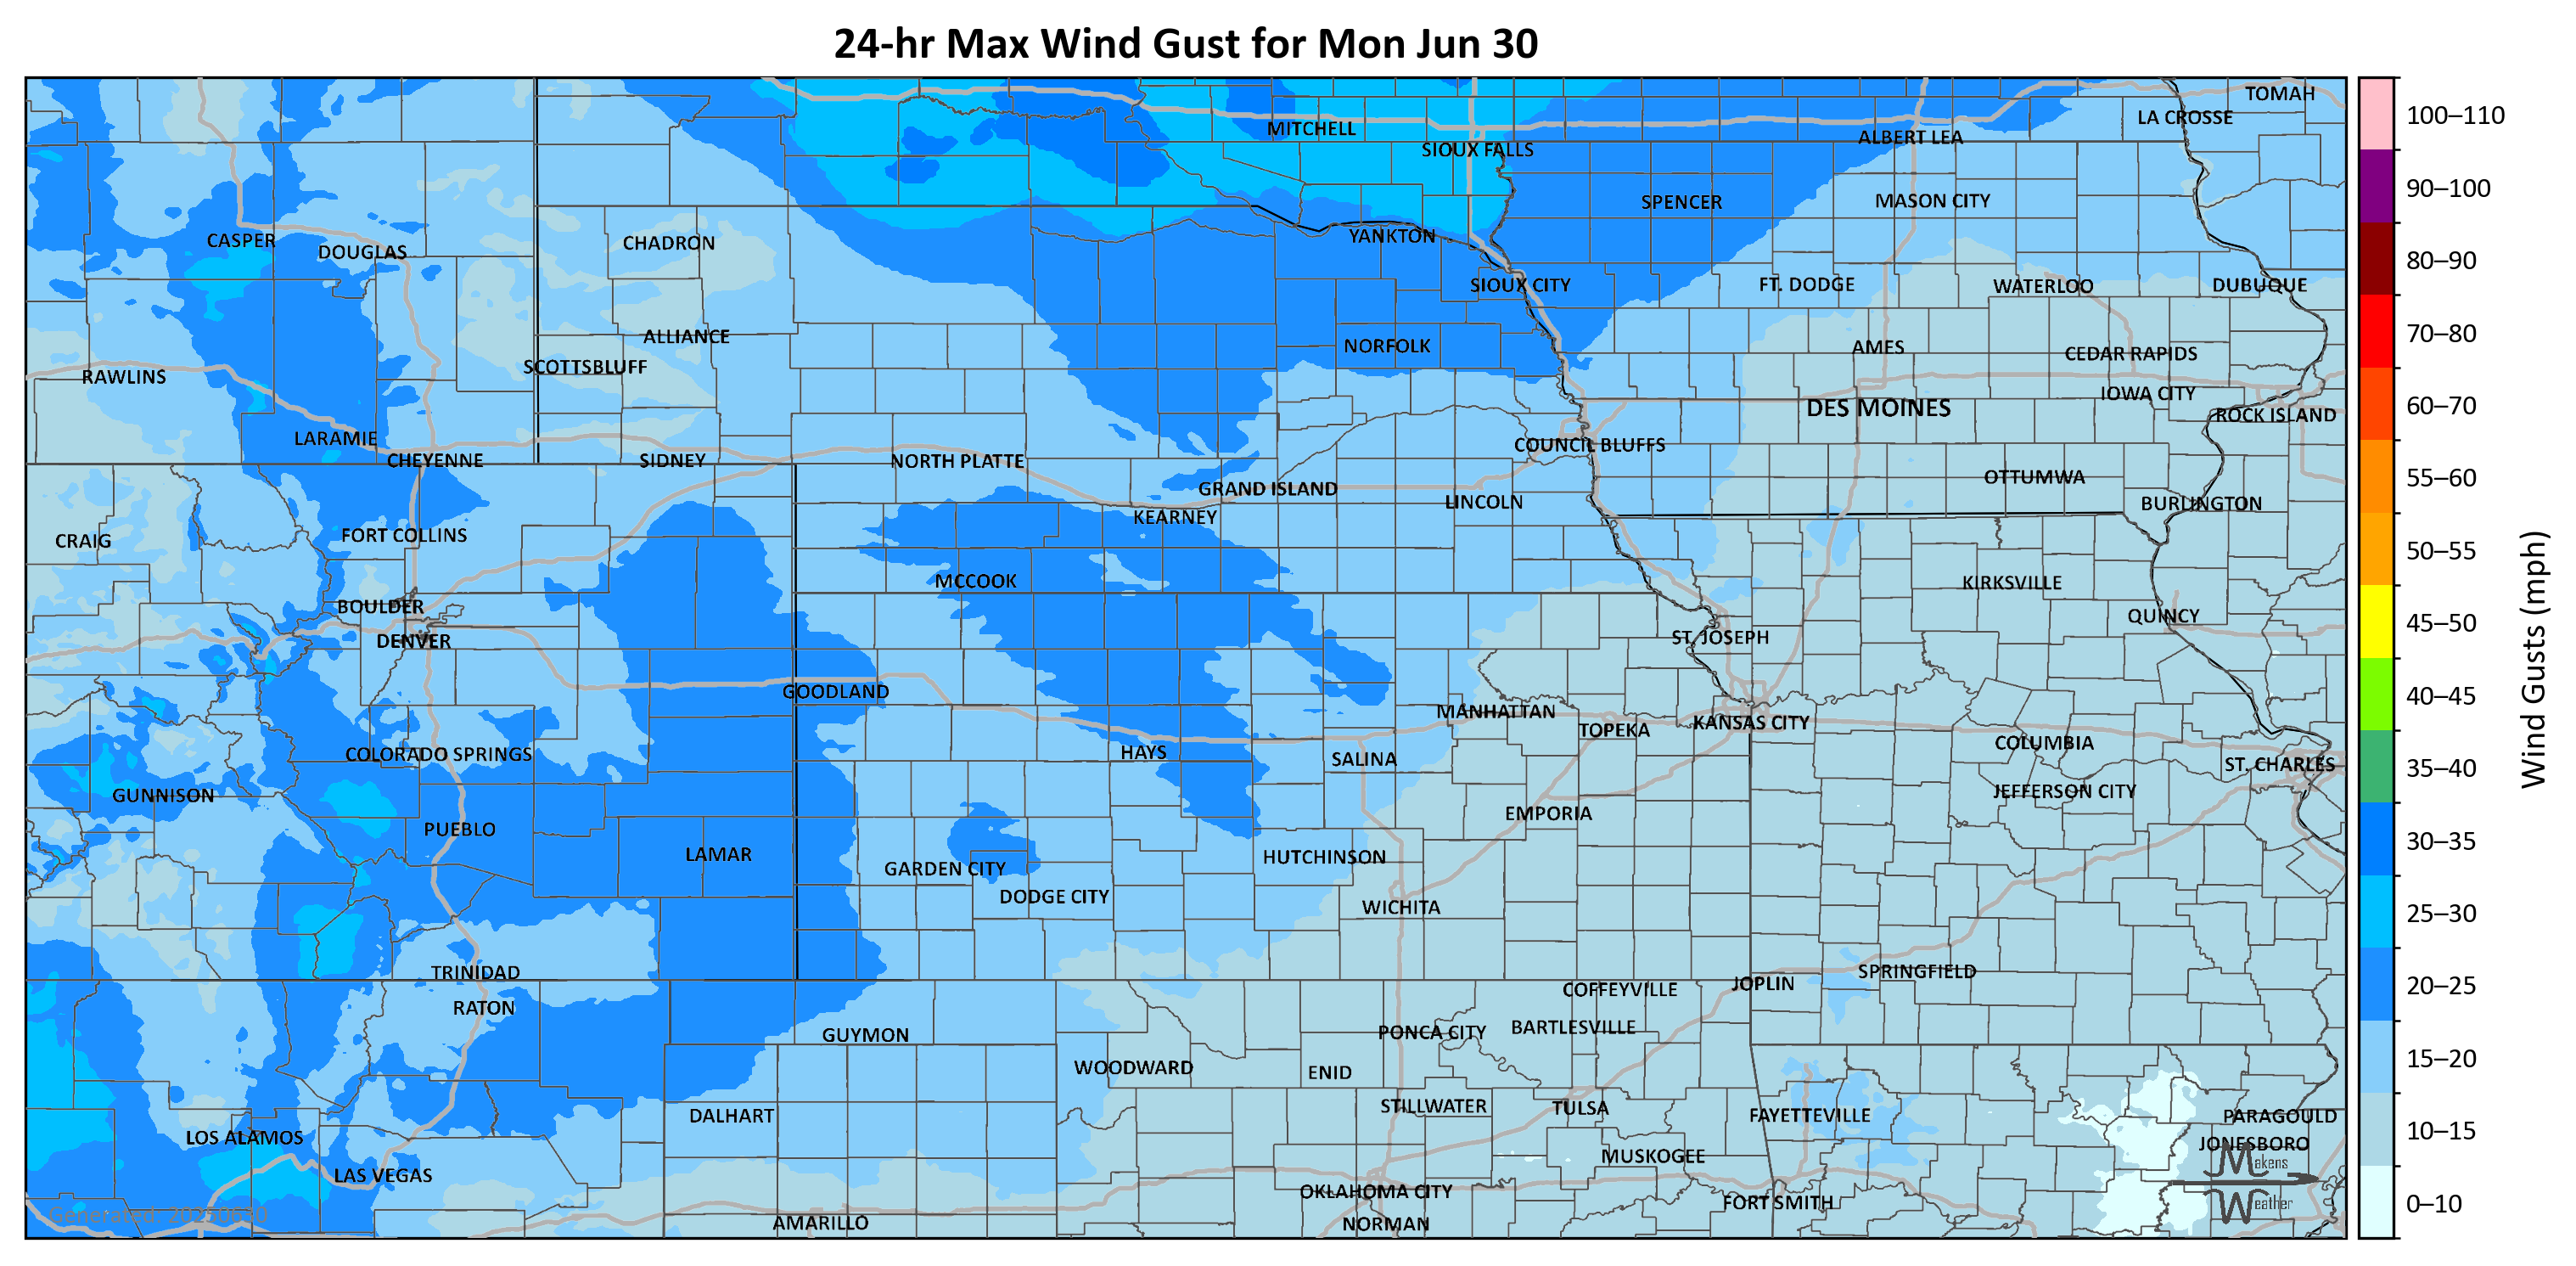 24-hr Max Wind Gust for Mon Jun 30
TOMAH
LA CROSSE
MITCHELL
ALBERT LEA
SIOUX FALLS
SPENCER
MASON CITY
CASPER
DOUGLAS
CHADRON
YANKTON
SIOUX CITY
FT. DODGE
WATERLOO
DUBUQUE
ALLIANCE
NORFOLK
AMES
CEDAR RAPIDS
SCOTTSBLUFF
RAWLINS
IOWA CITY
DES MOINES
ROCK ISLAND
LARAMIE
COUNCIL BLUFFS
CHEYENNE
SIDNEY
NORTH PLATTE
OTTUMWA
GRAND ISLAND
LINCOLN
BURLINGTON
KEARNEY
FORT COLLINS
CRAIG
MCCOOK
KIRKSVILLE
BOULDER
QUINCY
DENVER
ST. JOSEPH
GOODLAND
MANHATTAN
TOPEKA
KANSAS CITY
COLUMBIA
COLORADO SPRINGS
HAYS
SALINA
ST. CHARLES
GUNNISON
JEFFERSON CITY
EMPORIA
PUEBLO
LAMAR
HUTCHINSON
GARDEN CITY
DODGE CITY
WICHITA
TRINIDAD
SPRINGFIELD
JOPLIN
COFFEYVILLE
RATON
GUYMON
PONCA CITY
BARTLESVILLE
WOODWARD
ENID
STILLWATER
TULSA
DALHART
FAYETTEVILLE
PARAGOULD
LOS ALAMOS
JONESBORO
MUSKOGEE
LAS VEGAS
OKLAHOMA CITY
FORT SMITH
AMARILLO
NORMAN
Generated: 20250630
Makens
Weather
100–110
90–100
80–90
70–80
60–70
55–60
50–55
45–50
40–45
35–40
30–35
25–30
20–25
15–20
10–15
0–10
Wind Gusts (mph)